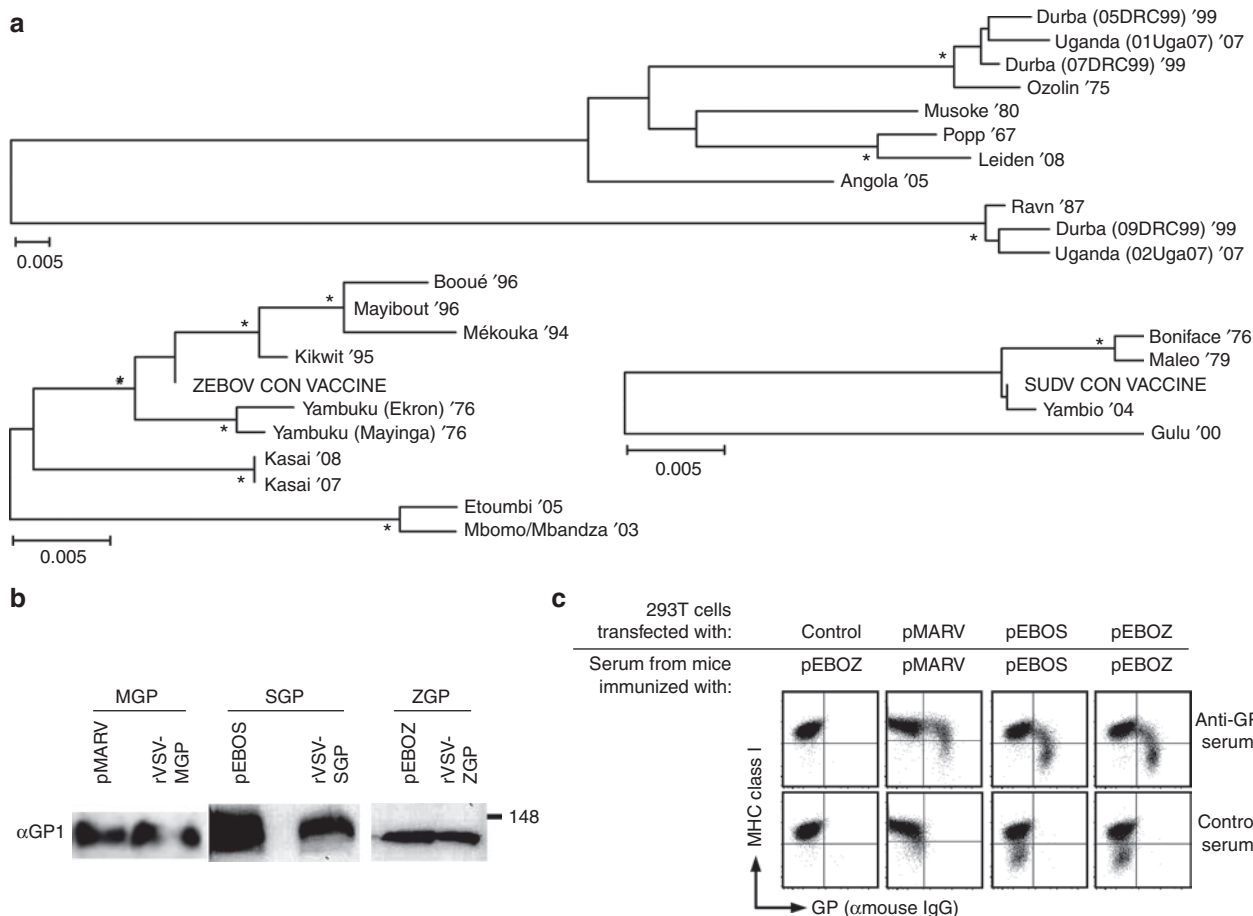 a
Durba (05DRC99) ′99
Uganda (01Uga07) ′07
Durba (07DRC99) ′99
Ozolin ′75
Musoke ′80
Popp ′67
Leiden ′08
Angola ′05
Ravn ′87
Durba (09DRC99) ′99
Uganda (02Uga07) ′07
*
*
*
0.005
Booué ′96
Mayibout ′96
Mékouka ′94
Kikwit ′95
ZEBOV CON VACCINE
Yambuku (Ekron) ′76
Yambuku (Mayinga) ′76
Kasai ′08
Kasai ′07
Etoumbi ′05
Mbomo/Mbandza ′03
*
*
*
*
*
*
0.005
Boniface ′76
Maleo ′79
SUDV CON VACCINE
Yambio ′04
Gulu ′00
*
0.005
b
MGP SGP ZGP
pMARV
rVSV-
MGP
pEBOS
rVSV-
SGP
pEBOZ
rVSV-
ZGP
αGP1
148
c
293T cells
transfected with: Control pMARV pEBOS pEBOZ
Serum from mice pEBOZ pMARV pEBOS pEBOZ
immunized with:
Anti-GP
serum
Control
serum
MHC class I
GP (αmouse IgG)